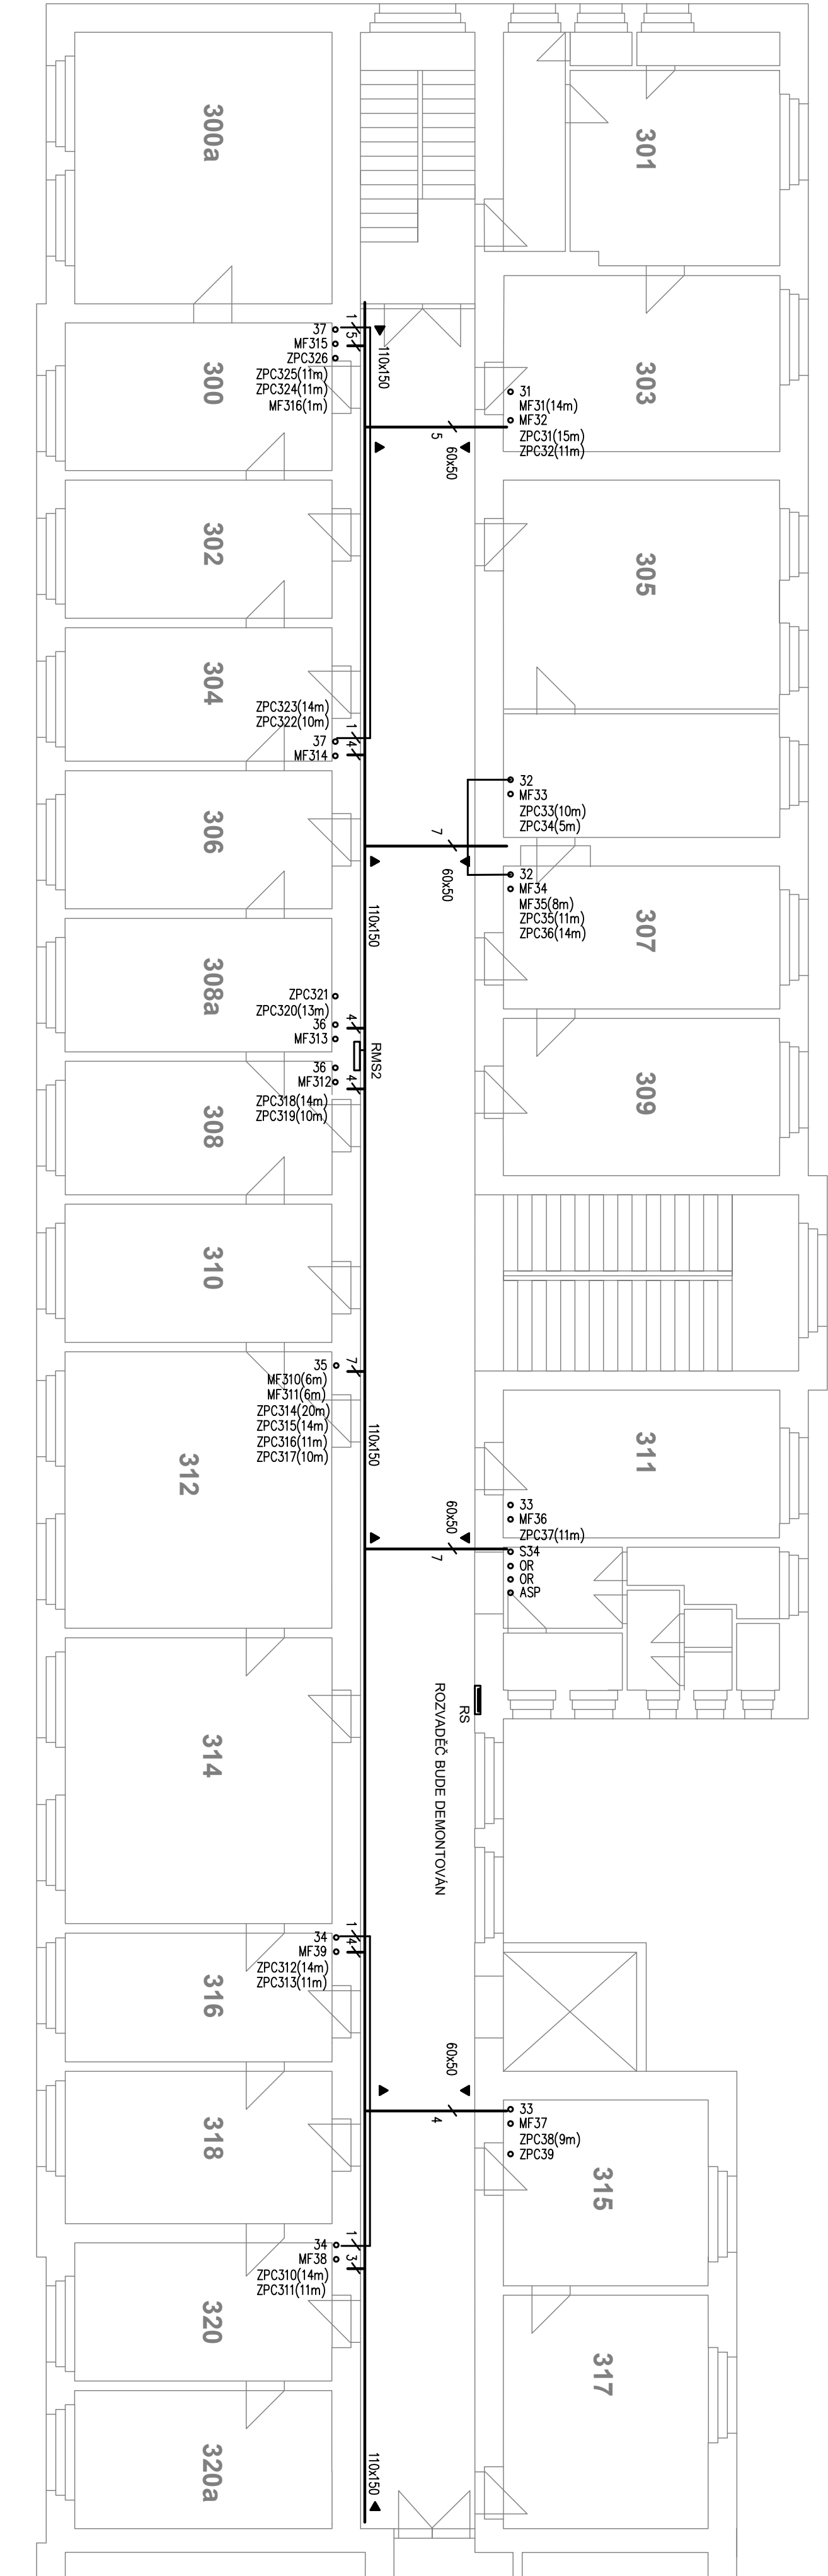 300a
301
37
MF315
ZPC326
ZPC325(11m)
ZPC324(11m)
MF316(1m)
1
5
110x150
300
303
31
MF31(14m)
MF32
ZPC31(15m)
ZPC32(11m)
5
60x50
302
305
304
ZPC323(14m)
ZPC322(10m)
37
MF314
1
4
32
MF33
ZPC33(10m)
ZPC34(5m)
306
7
60x50
32
MF34
MF35(8m)
ZPC35(11m)
ZPC36(14m)
307
110x150
308a
ZPC321
ZPC320(13m)
36
MF313
4
RMS2
36
MF312
ZPC318(14m)
ZPC319(10m)
4
308
309
310
35
MF310(6m)
MF311(6m)
ZPC314(20m)
ZPC315(14m)
ZPC316(11m)
ZPC317(10m)
7
110x150
312
311
60x50
7
33
MF36
ZPC37(11m)
S34
OR
OR
ASP
RS
ROZVADĚČ BUDE DEMONTOVÁN
314
34
MF39
ZPC312(14m)
ZPC313(11m)
1
4
316
60x50
4
33
MF37
ZPC38(9m)
ZPC39
315
318
34
MF38
ZPC310(14m)
ZPC311(11m)
1
3
320
317
320a
110x150